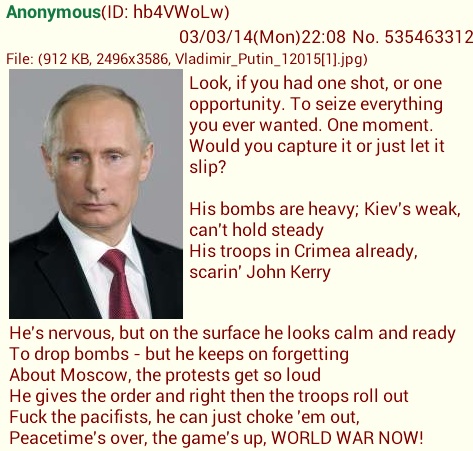 Anonymous(ID: hb4VWoLw)
03/03/14(Mon)22:08 No. 535463312
File: (912 KB, 2496x3586, Vladimir_Putin_12015[1].jpg)
Look, if you had one shot, or one
opportunity. To seize everything
you ever wanted. One moment.
Would you capture it or just let it
slip?
His bombs are heavy; Kiev's weak,
can't hold steady
His troops in Crimea already,
scarin' John Kerry
He's nervous, but on the surface he looks calm and ready
To drop bombs - but he keeps on forgetting
About Moscow, the protests get so loud
He gives the order and right then the troops roll out
Fuck the pacifists, he can just choke 'em out,
Peacetime's over, the game's up, WORLD WAR NOW!